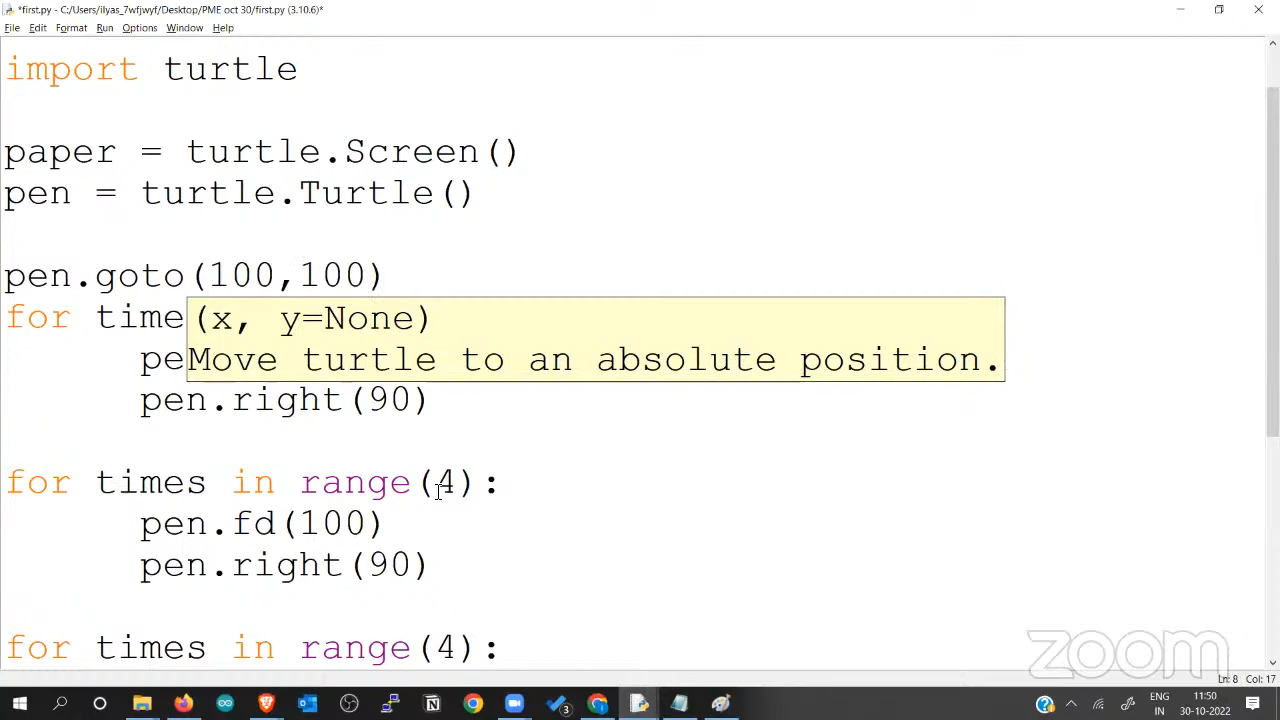 *first.py - C:/Users/ilyas_7wfjwyf/Desktop/PME oct 30/first.py (3.10.6)*
File Edit Format Run Options Window Help
import turtle
paper = turtle.Screen()
pen = turtle.Turtle()
pen.goto(100,100)
for time
(x, y=None)
pe
Move turtle to an absolute position.
pen.right(90)
for times in range(4):
pen.fd(100)
pen.right(90)
for times in range(4):
zoom
Ln: 8 Col: 17
3
ENG
IN
11:50
30-10-2022